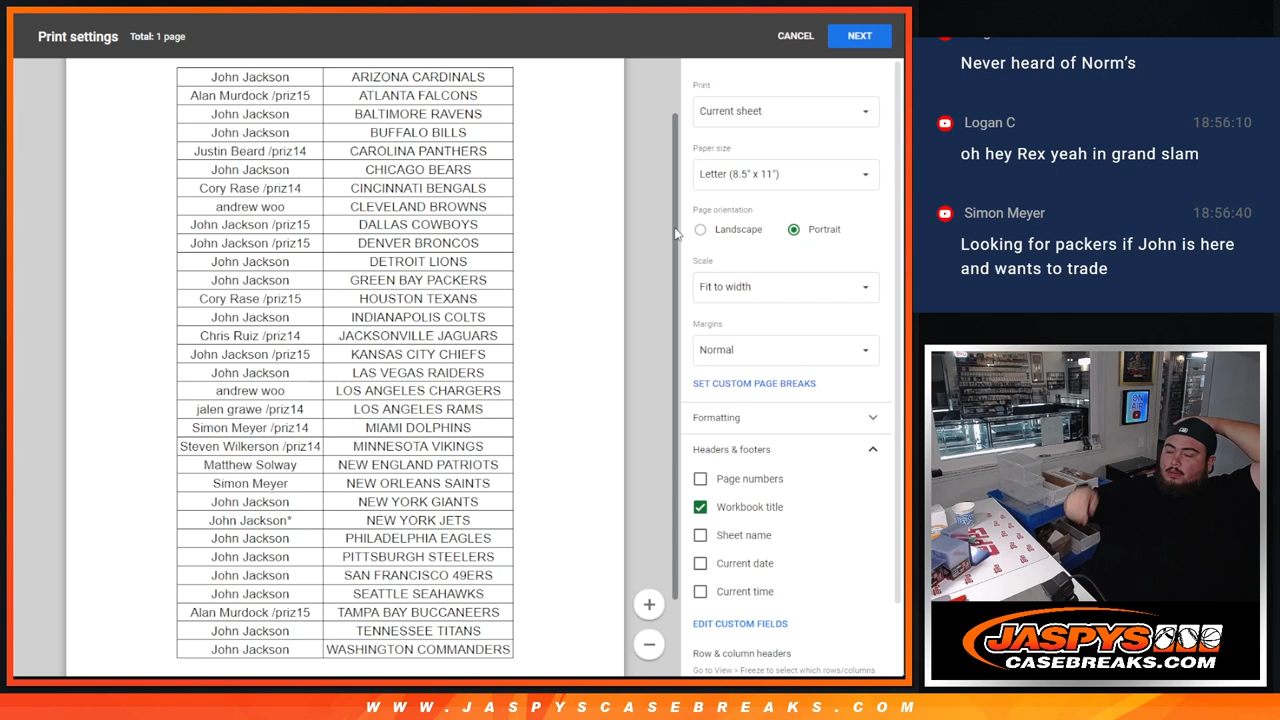 Print settings Total: 1 page
CANCEL NEXT
John Jackson ARIZONA CARDINALS
Alan Murdock /priz15 ATLANTA FALCONS
John Jackson BALTIMORE RAVENS
John Jackson BUFFALO BILLS
Justin Beard /priz14 CAROLINA PANTHERS
John Jackson CHICAGO BEARS
Cory Rase /priz14 CINCINNATI BENGALS
andrew woo CLEVELAND BROWNS
John Jackson /priz15 DALLAS COWBOYS
John Jackson /priz15 DENVER BRONCOS
John Jackson DETROIT LIONS
John Jackson GREEN BAY PACKERS
Cory Rase /priz15 HOUSTON TEXANS
John Jackson INDIANAPOLIS COLTS
Chris Ruiz /priz14 JACKSONVILLE JAGUARS
John Jackson /priz15 KANSAS CITY CHIEFS
John Jackson LAS VEGAS RAIDERS
andrew woo LOS ANGELES CHARGERS
jalen grawe /priz14 LOS ANGELES RAMS
Simon Meyer /priz14 MIAMI DOLPHINS
Steven Wilkerson /priz14 MINNESOTA VIKINGS
Matthew Solway NEW ENGLAND PATRIOTS
Simon Meyer NEW ORLEANS SAINTS
John Jackson NEW YORK GIANTS
John Jackson* NEW YORK JETS
John Jackson PHILADELPHIA EAGLES
John Jackson PITTSBURGH STEELERS
John Jackson SAN FRANCISCO 49ERS
John Jackson SEATTLE SEAHAWKS
Alan Murdock /priz15 TAMPA BAY BUCCANEERS
John Jackson TENNESSEE TITANS
John Jackson WASHINGTON COMMANDERS
Print
Current sheet
Paper size
Letter (8.5" x 11")
Page orientation
Landscape Portrait
Scale
Fit to width
Margins
Normal
SET CUSTOM PAGE BREAKS
Formatting
Headers & footers
Page numbers
Workbook title
Sheet name
Current date
Current time
EDIT CUSTOM FIELDS
Row & column headers
Go to View > Freeze to select which rows/columns
Never heard of Norm's
Logan C 18:56:10
oh hey Rex yeah in grand slam
Simon Meyer 18:56:40
Looking for packers if John is here
and wants to trade
ON AIR
JASPYS
CASEBREAKS.COM
WWW.JASPYSCASEBREAKS.COM